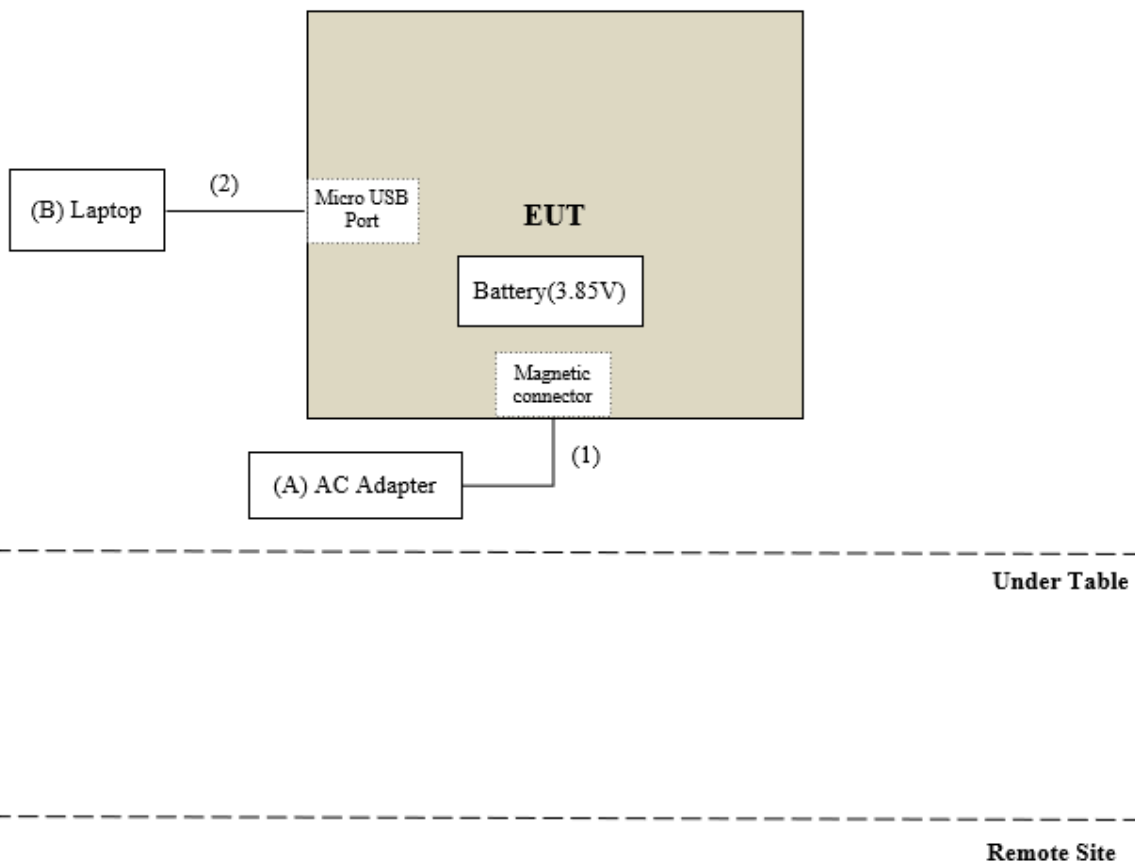 (2)
(B) Laptop
Micro USB
Port
EUT
Battery(3.85V)
Magnetic
connector
(1)
(A) AC Adapter
Under Table
Remote Site